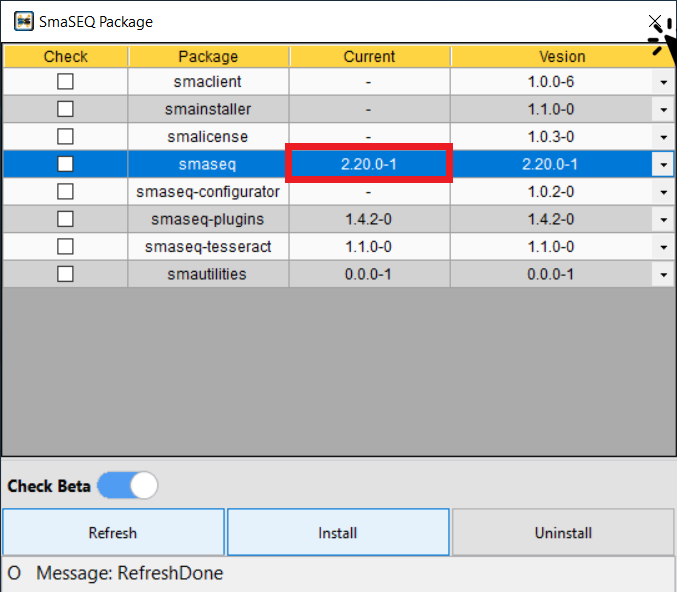 SmaSEQ Package
Check Package Current Vesion
smaclient - 1.0.0-6
smainstaller - 1.1.0-0
smalicense - 1.0.3-0
smaseq 2.20.0-1 2.20.0-1
smaseq-configurator - 1.0.2-0
smaseq-plugins 1.4.2-0 1.4.2-0
smaseq-tesseract 1.1.0-0 1.1.0-0
smautilities 0.0.0-1 0.0.0-1
Check Beta
Refresh Install Uninstall
O Message: RefreshDone